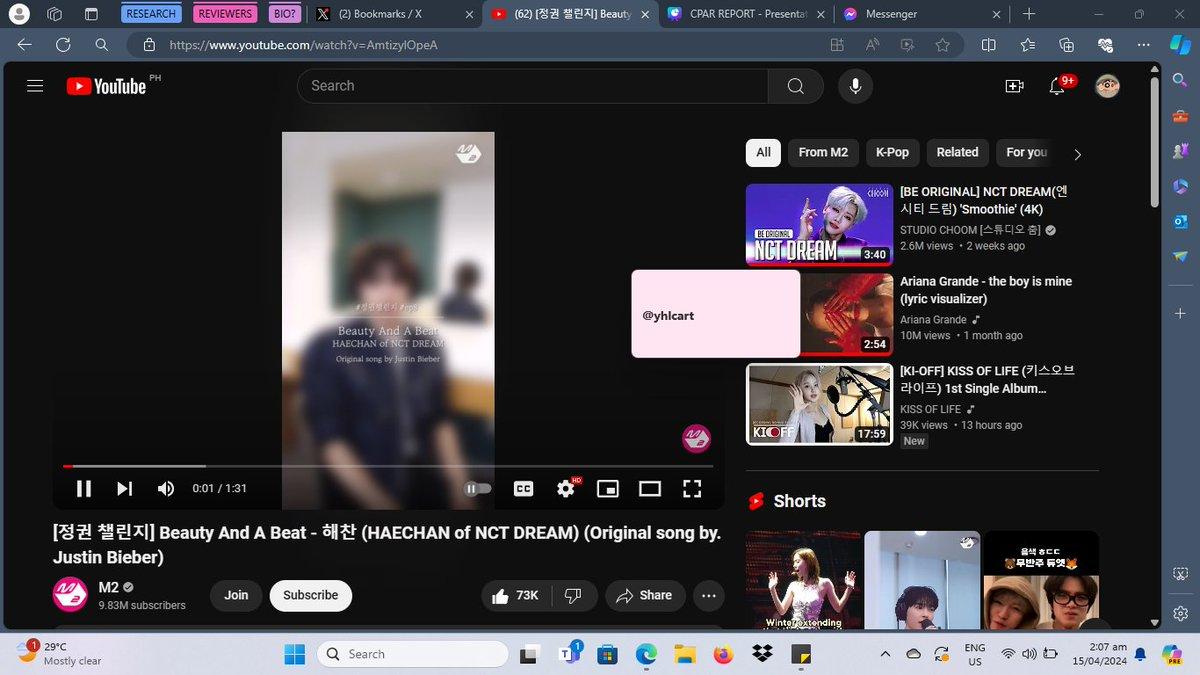 RESEARCH
REVIEWERS
BIO?
(2) Bookmarks / X
(62) [정권 챌린지] Beauty
CPAR REPORT - Presentat
Messenger
https://www.youtube.com/watch?v=AmtizyIOpeA
YouTube PH
Search
9+
All
From M2
K-Pop
Related
For you
#정권챌린지 #ep8
Beauty And A Beat
HAECHAN of NCT DREAM
Original song by Justin Bieber
CHOOM
BE ORIGINAL
NCT DREAM
3:40
[BE ORIGINAL] NCT DREAM(엔
시티 드림) 'Smoothie' (4K)
STUDIO CHOOM [스튜디오 춤]
2.6M views • 2 weeks ago
@yhlcart
2:54
Ariana Grande - the boy is mine
(lyric visualizer)
Ariana Grande
10M views • 1 month ago
KI-OFF
17:59
[KI-OFF] KISS OF LIFE (키스오브
라이프) 1st Single Album…
KISS OF LIFE
39K views • 13 hours ago
New
0:01 / 1:31
CC
HD
[정권 챌린지] Beauty And A Beat - 해찬 (HAECHAN of NCT DREAM) (Original song by.
Justin Bieber)
M2
9.83M subscribers
Join
Subscribe
73K
Share
Shorts
Winter extending
음색 ㅎㄷㄷ
무반주 듀엣
1
29°C
Mostly clear
Search
1
ENG
US
2:07 am
15/04/2024
PRE